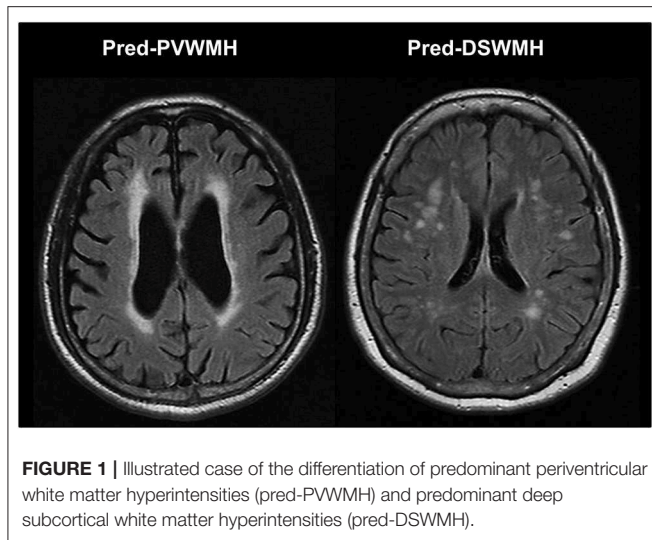 Pred-PVWMH
Pred-DSWMH
FIGURE 1 | Illustrated case of the differentiation of predominant periventricular
white matter hyperintensities (pred-PVWMH) and predominant deep
subcortical white matter hyperintensities (pred-DSWMH).